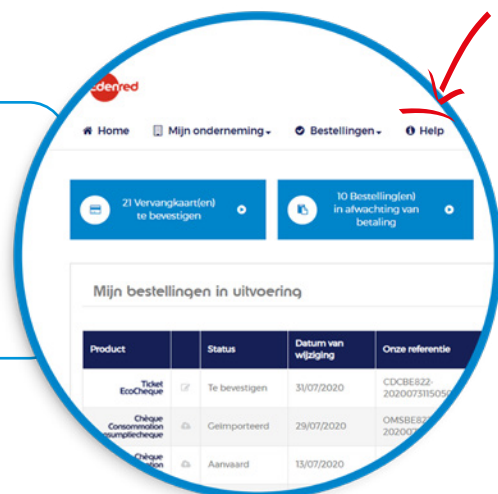 Edenred
Home Mijn onderneming Bestellingen Help
21 Vervangkaart(en)
te bevestigen
10 Bestelling(en)
in afwachting van
betaling
Mijn bestellingen in uitvoering
Product Status Datum van
wijziging Onze referentie
Ticket
EcoCheque Te bevestigen 31/07/2020 CDCBE822-
Chèque
Consommation
Geïmporteerd 29/07/2020
Chèque
Aanvaard 13/07/2020